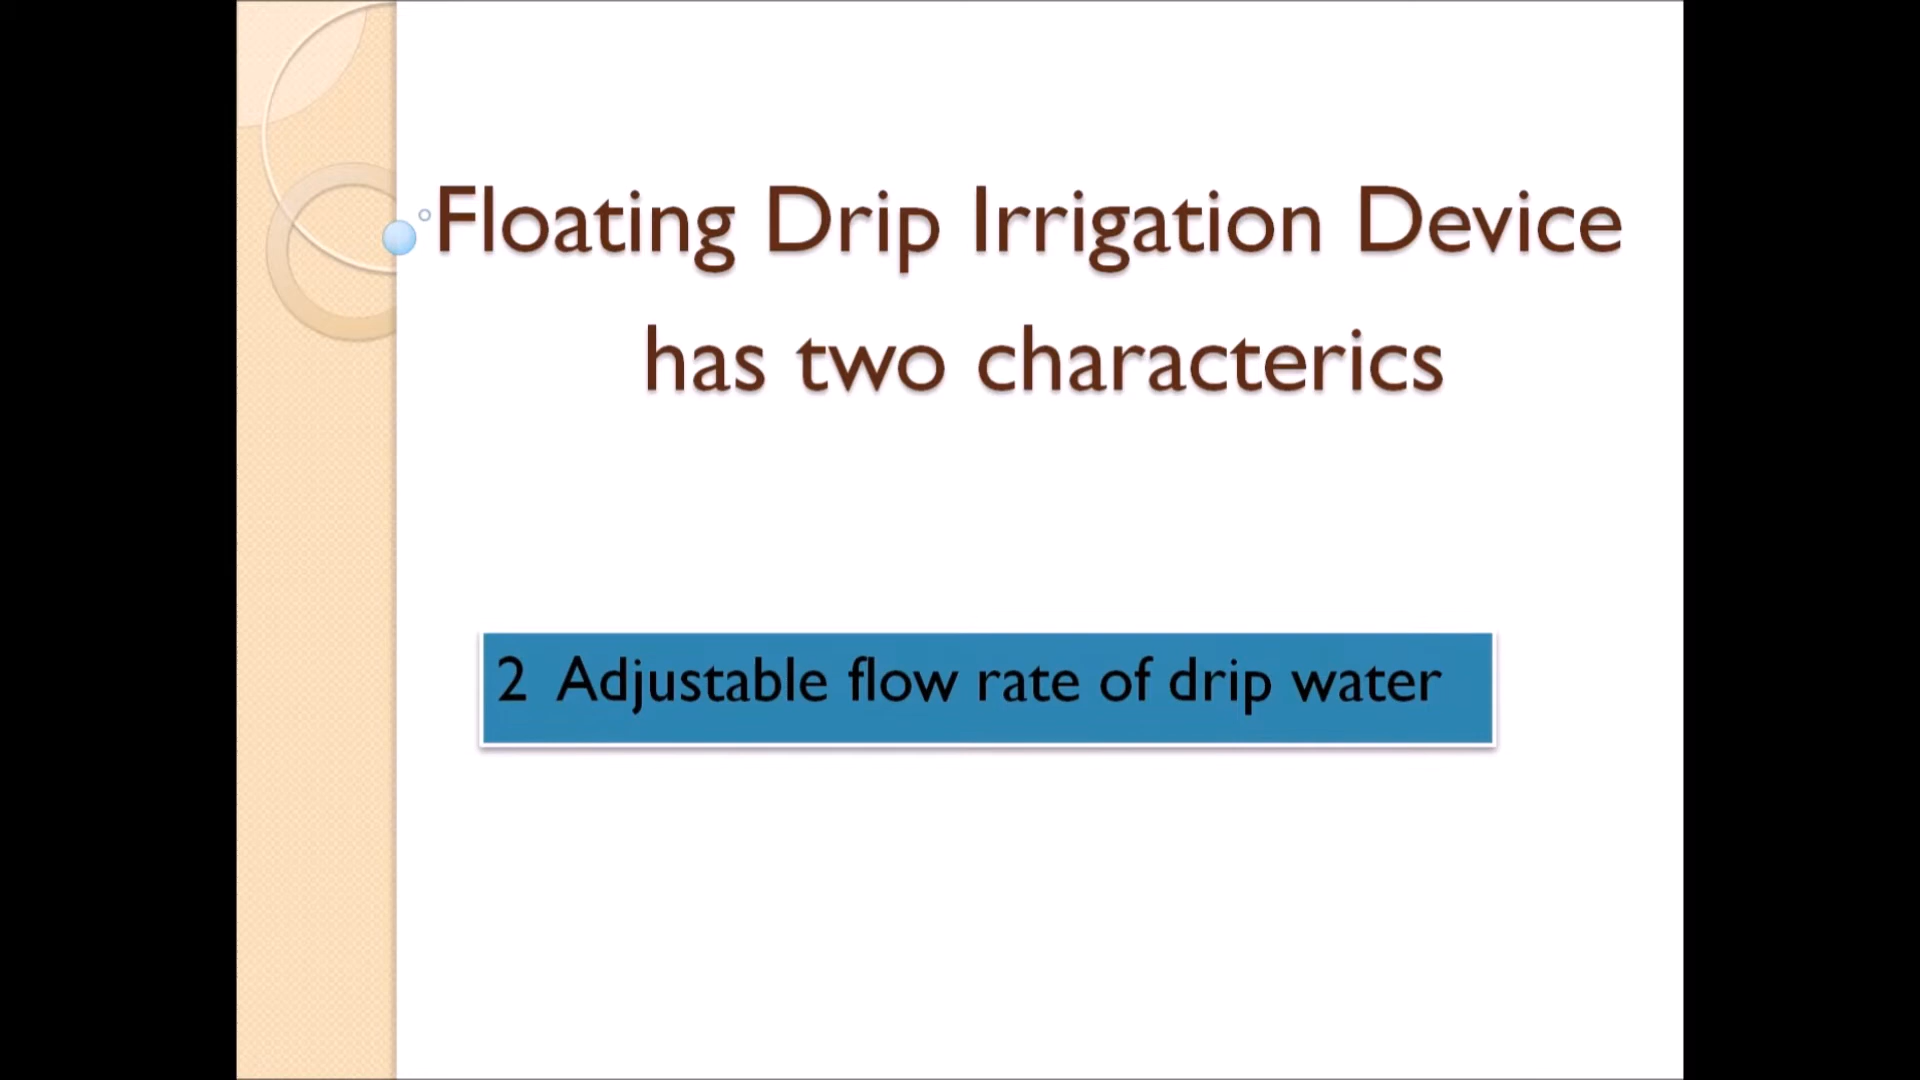 Floating Drip Irrigation Device
has two characterics
2 Adjustable flow rate of drip water